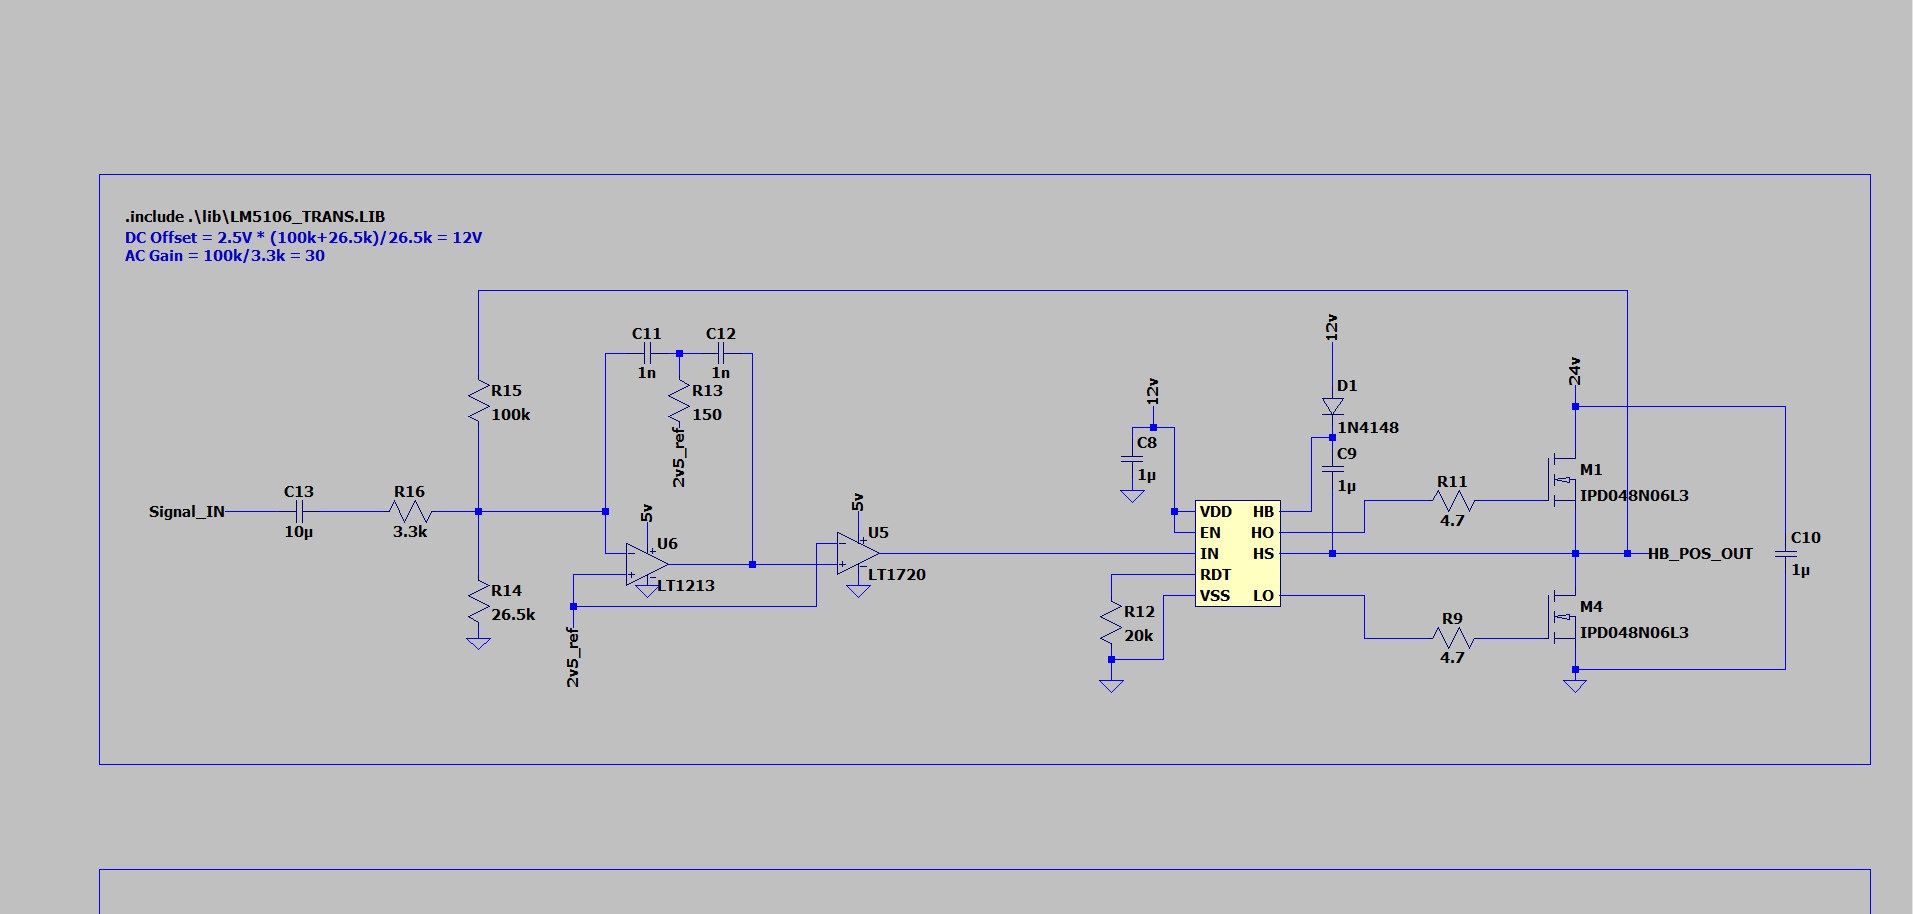 .include .\lib\LM5106_TRANS.LIB
DC Offset = 2.5V * (100k+26.5k)/26.5k = 12V
AC Gain = 100k/3.3k = 30
Signal_IN
C13
10µ
R16
3.3k
R15
100k
R14
26.5k
C11
1n
C12
1n
R13
150
2v5_ref
5v
U6
LT1213
2v5_ref
5v
U5
LT1720
12v
C8
1µ
R12
20k
VDD HB
EN HO
IN HS
RDT
VSS LO
12v
D1
1N4148
C9
1µ
R11
4.7
R9
4.7
24v
M1
IPD048N06L3
HB_POS_OUT
M4
IPD048N06L3
C10
1µ